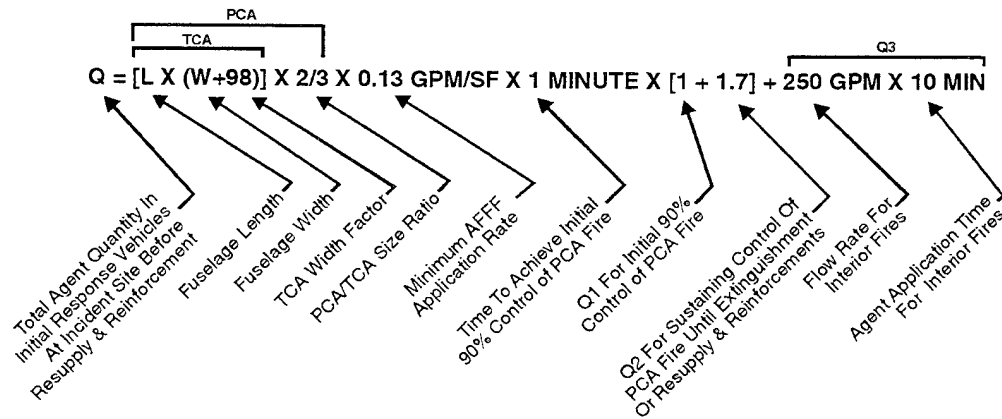 PCA
TCA
Q3
Q = [L X (W+98)] X 2/3 X 0.13 GPM/SF X 1 MINUTE X [1 + 1.7] + 250 GPM X 10 MIN
Total Agent Quantity In
Initial Response Vehicles
At Incident Site Before
Resupply & Reinforcement
Fuselage Length
Fuselage Width
TCA Width Factor
PCA/TCA Size Ratio
Minimum AFFF
Application Rate
Time To Achieve Initial
90% Control of PCA Fire
Q1 For Initial 90%
Control of PCA Fire
Q2 For Sustaining Control Of
PCA Fire Until Extinguishment
Or Resupply & Reinforcements
Flow Rate For
Interior Fires
Agent Application Time
For Interior Fires